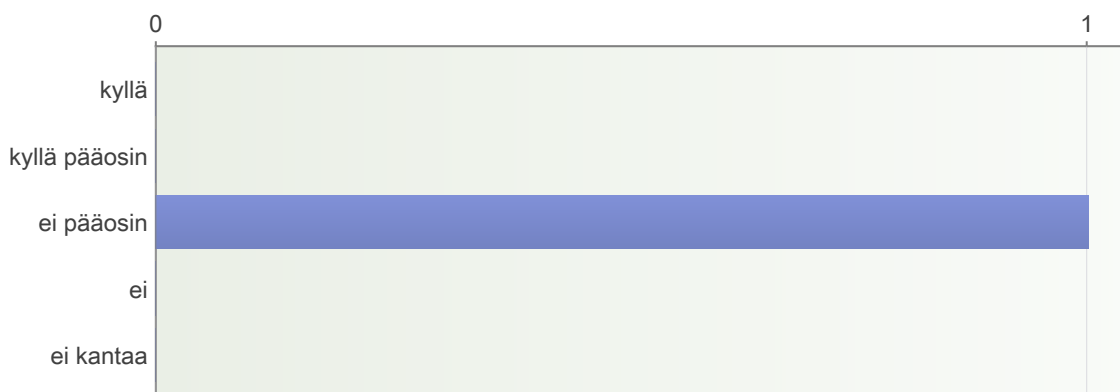 0 1
kyllä
kyllä pääosin
ei pääosin
ei
ei kantaa